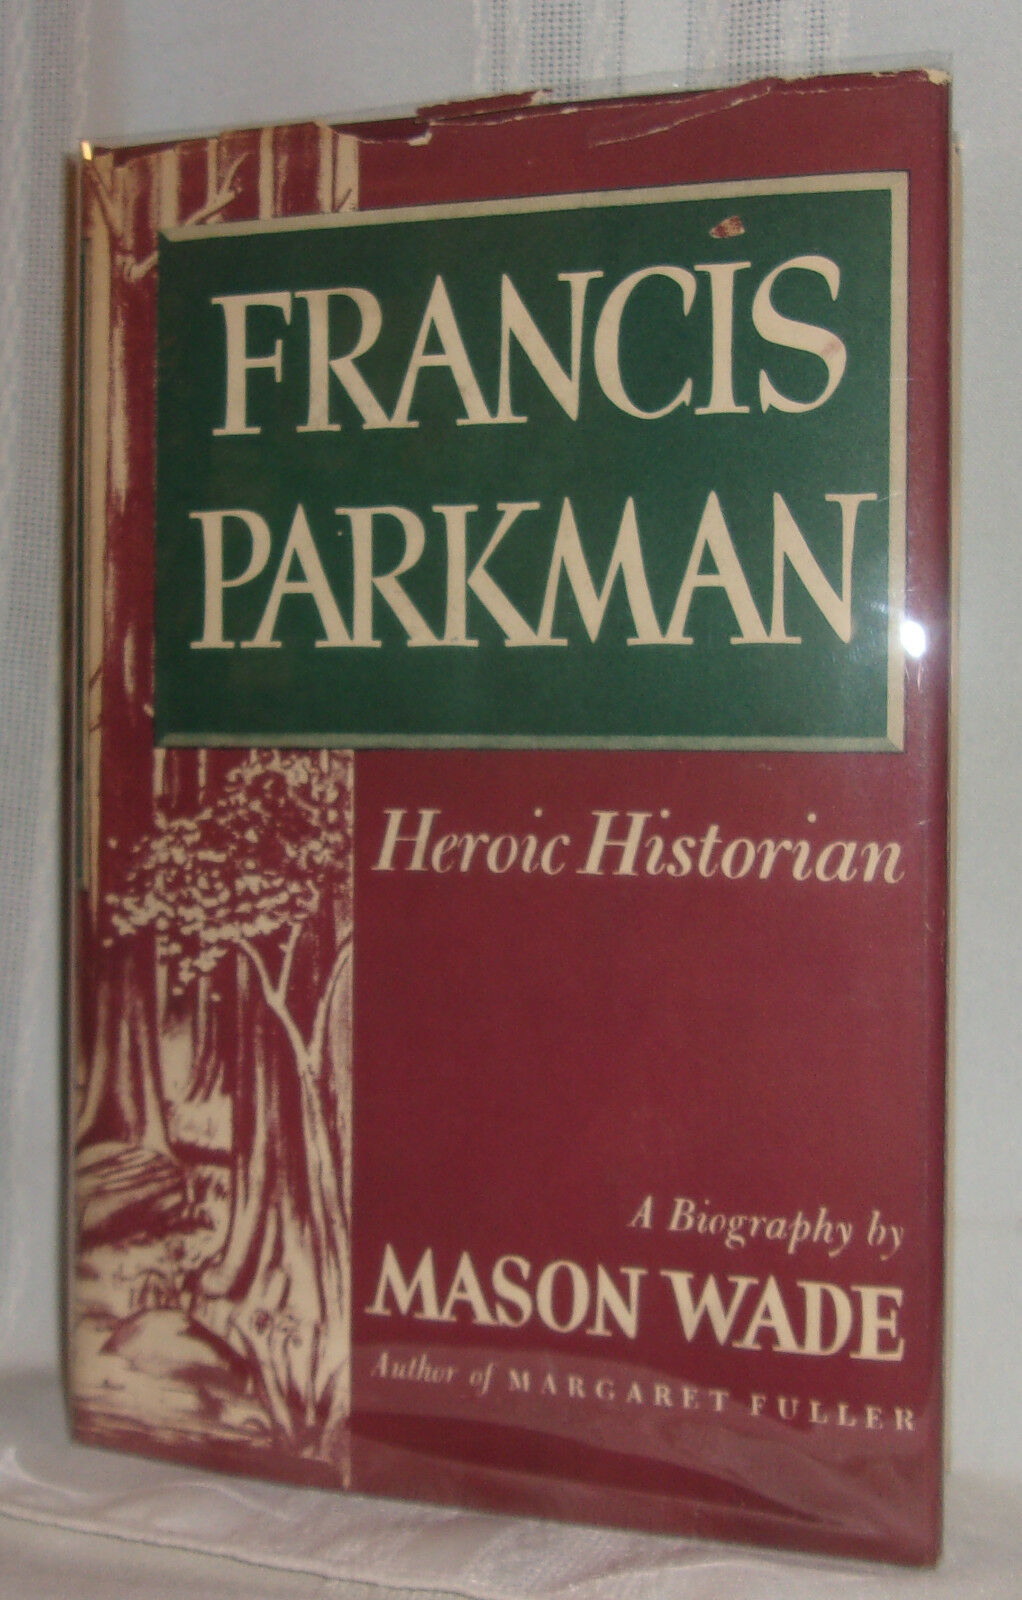 FRANCIS
PARKMAN
Heroic Historian
A Biography by
MASON WADE
Author of MARGARET FULLER